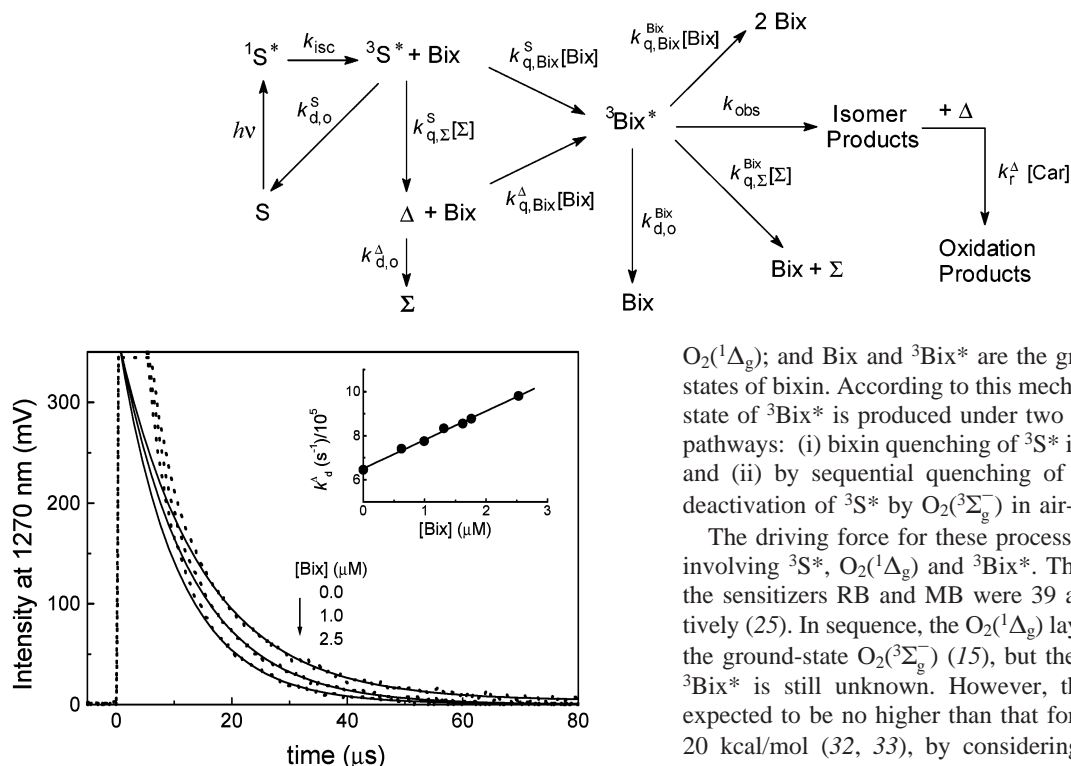 ¹S* k_isc ³S* + Bix
k^S_q,Bix[Bix]
k^Bix_q,Bix[Bix]
2 Bix
hν
k^S_d,o
k^S_q,Σ[Σ]
³Bix*
k_obs
Isomer
Products
+ Δ
S
Δ + Bix
k^Δ_q,Bix[Bix]
k^Bix_q,Σ[Σ]
k^Δ_r [Car]
k^Δ_d,o
k^Bix_d,o
Σ
Bix
Bix + Σ
Oxidation
Products
Intensity at 1270 nm (mV)
300
200
100
0
0 20 40 60 80
time (μs)
k^Δ_d (s⁻¹)/10⁵
10
8
6
4
0 1 2 3
[Bix] (μM)
[Bix] (μM)
0.0
1.0
2.5
O₂(¹Δg); and Bix and ³Bix* are the gr
states of bixin. According to this mech
state of ³Bix* is produced under two
pathways: (i) bixin quenching of ³S* i
and (ii) by sequential quenching of
deactivation of ³S* by O₂(³Σg⁻) in air-
The driving force for these process
involving ³S*, O₂(¹Δg) and ³Bix*. Th
the sensitizers RB and MB were 39 a
tively (25). In sequence, the O₂(¹Δg) lay
the ground-state O₂(³Σg⁻) (15), but the
³Bix* is still unknown. However, th
expected to be no higher than that for
20 kcal/mol (32, 33), by considering